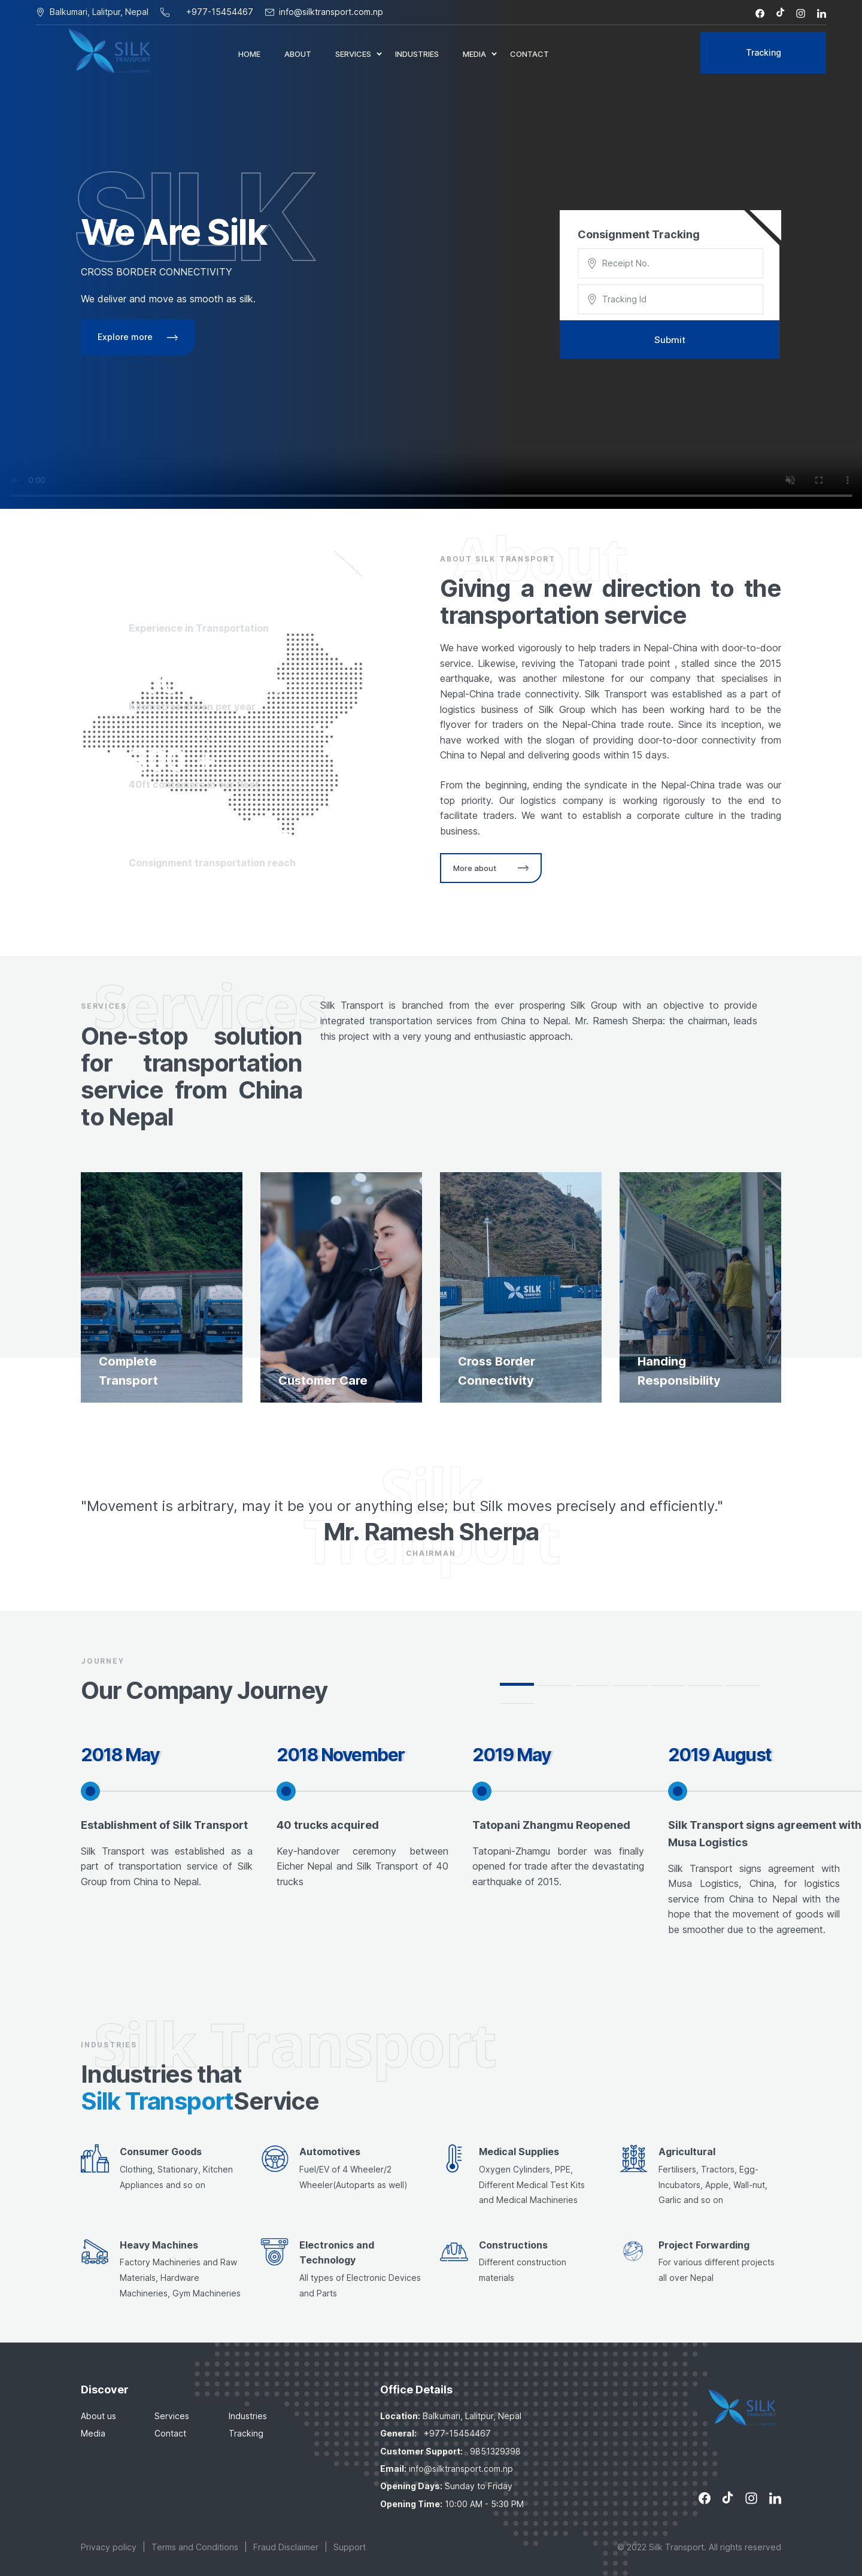 Balkumari, Lalitpur, Nepal
+977-15454467
info@silktransport.com.np
SILK
TRANSPORT
HOME
ABOUT
SERVICES
INDUSTRIES
MEDIA
CONTACT
Tracking
SILK
We Are Silk
CROSS BORDER CONNECTIVITY
We deliver and move as smooth as silk.
Explore more
Consignment Tracking
Receipt No.
Tracking Id
Submit
0:00
Experience in Transportation
40ft
Consignment transportation reach
About
ABOUT SILK TRANSPORT
Giving a new direction to the
transportation service
We have worked vigorously to help traders in Nepal-China with door-to-door
service. Likewise, reviving the Tatopani trade point , stalled since the 2015
earthquake, was another milestone for our company that specialises in
Nepal-China trade connectivity. Silk Transport was established as a part of
logistics business of Silk Group which has been working hard to be the
flyover for traders on the Nepal-China trade route. Since its inception, we
have worked with the slogan of providing door-to-door connectivity from
China to Nepal and delivering goods within 15 days.
From the beginning, ending the syndicate in the Nepal-China trade was our
top priority. Our logistics company is working rigorously to the end to
facilitate traders. We want to establish a corporate culture in the trading
business.
More about
Services
SERVICES
One-stop solution
for transportation
service from China
to Nepal
Silk Transport is branched from the ever prospering Silk Group with an objective to provide
integrated transportation services from China to Nepal. Mr. Ramesh Sherpa: the chairman, leads
this project with a very young and enthusiastic approach.
Complete
Transport
Customer Care
SILK
Cross Border
Connectivity
Handing
Responsibility
Silk
Tranport
"Movement is arbitrary, may it be you or anything else; but Silk moves precisely and efficiently."
Mr. Ramesh Sherpa
CHAIRMAN
JOURNEY
Our Company Journey
2018 May
Establishment of Silk Transport
Silk Transport was established as a
part of transportation service of Silk
Group from China to Nepal.
2018 November
40 trucks acquired
Key-handover ceremony between
Eicher Nepal and Silk Transport of 40
trucks
2019 May
Tatopani Zhangmu Reopened
Tatopani-Zhamgu border was finally
opened for trade after the devastating
earthquake of 2015.
2019 August
Silk Transport signs agreement with
Musa Logistics
Silk Transport signs agreement with
Musa Logistics, China, for logistics
service from China to Nepal with the
hope that the movement of goods will
be smoother due to the agreement.
Silk Transport
INDUSTRIES
Industries that
Silk TransportService
Consumer Goods
Clothing, Stationary, Kitchen
Appliances and so on
Automotives
Fuel/EV of 4 Wheeler/2
Wheeler(Autoparts as well)
Medical Supplies
Oxygen Cylinders, PPE,
Different Medical Test Kits
and Medical Machineries
Agricultural
Fertilisers, Tractors, Egg-
Incubators, Apple, Wall-nut,
Garlic and so on
Heavy Machines
Factory Machineries and Raw
Materials, Hardware
Machineries, Gym Machineries
Electronics and
Technology
All types of Electronic Devices
and Parts
Constructions
Different construction
materials
Project Forwarding
For various different projects
all over Nepal
Discover
About us
Services
Industries
Media
Contact
Tracking
Office Details
Location: Balkumari, Lalitpur, Nepal
General: +977-15454467
Customer Support: 9851329398
Email: info@silktransport.com.np
Opening Days: Sunday to Friday
Opening Time: 10:00 AM - 5:30 PM
SILK
TRANSPORT
Privacy policy | Terms and Conditions | Fraud Disclaimer | Support
© 2022 Silk Transport. All rights reserved